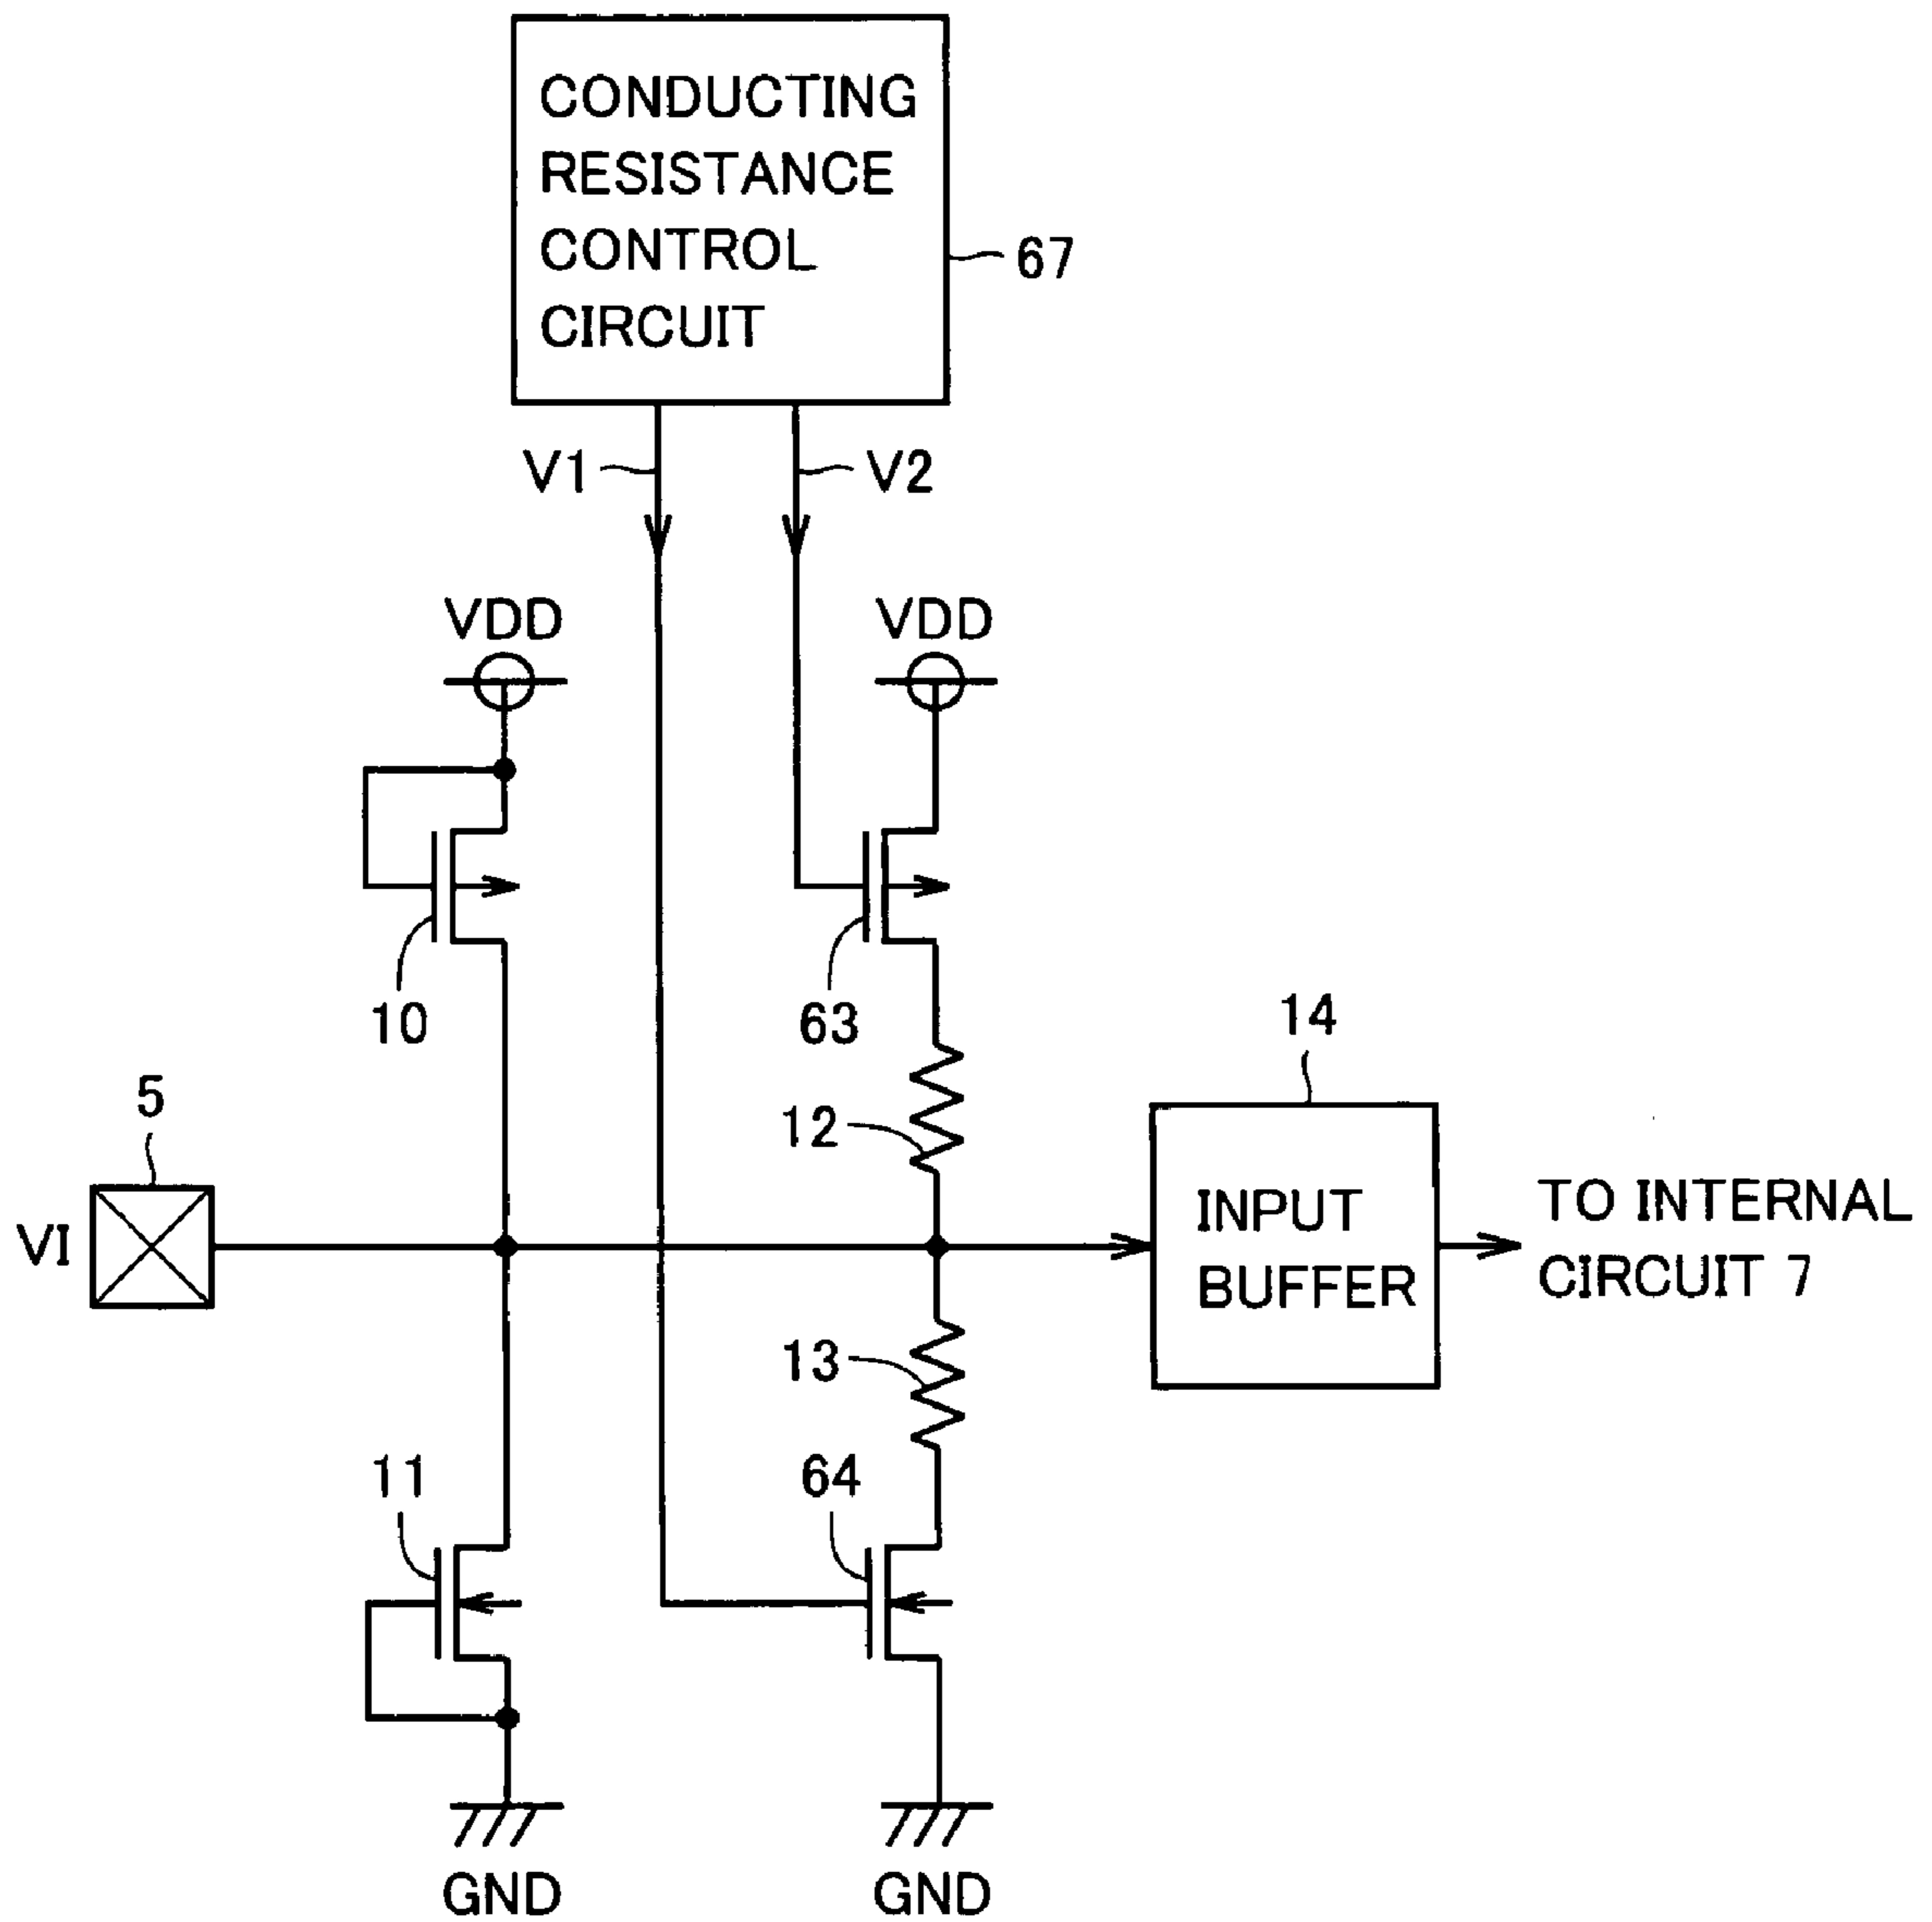 CONDUCTING
RESISTANCE
CONTROL
CIRCUIT
67
V1
V2
VDD
VDD
10
63
14
5
12
VI
INPUT
BUFFER
TO INTERNAL
CIRCUIT 7
13
11
64
GND
GND